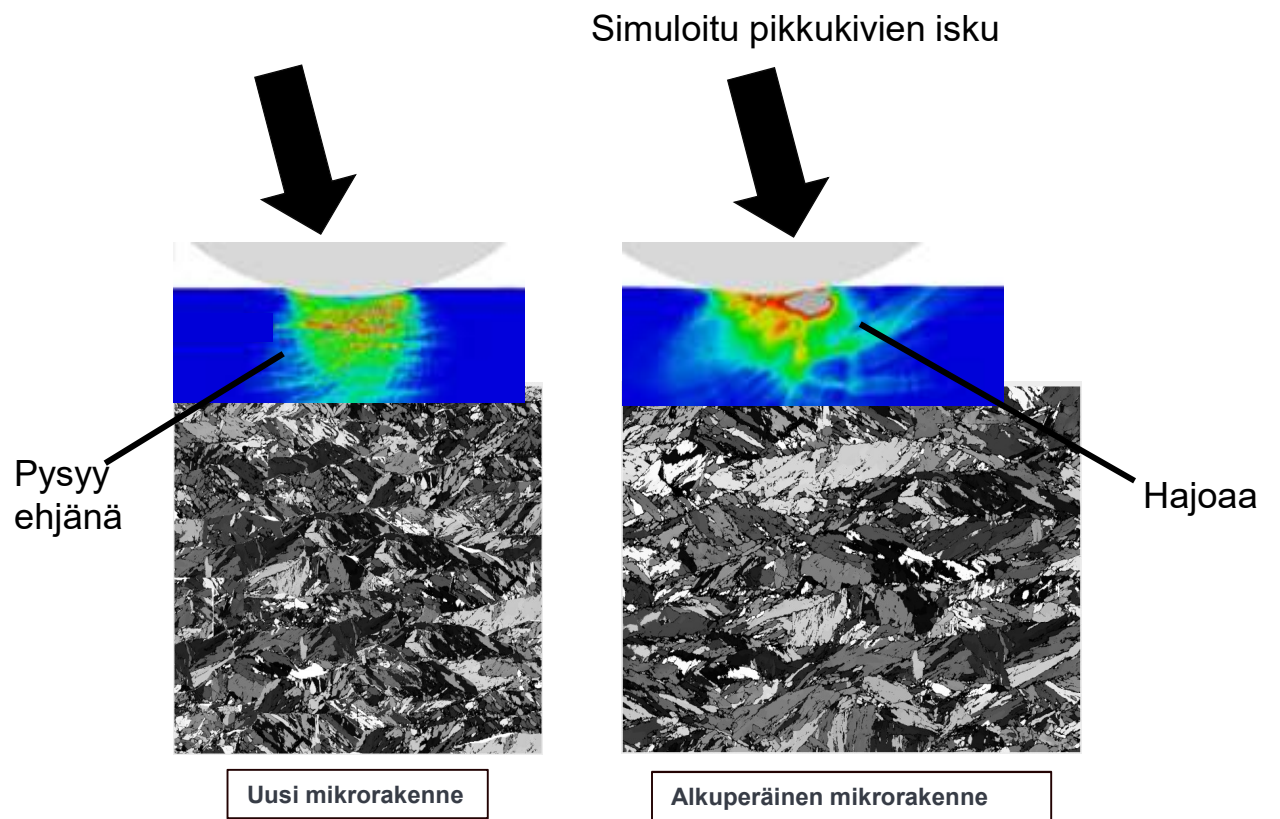 Simuloitu pikkukivien isku
Pysyy
ehjänä
Hajoaa
Uusi mikrorakenne
Alkuperäinen mikrorakenne